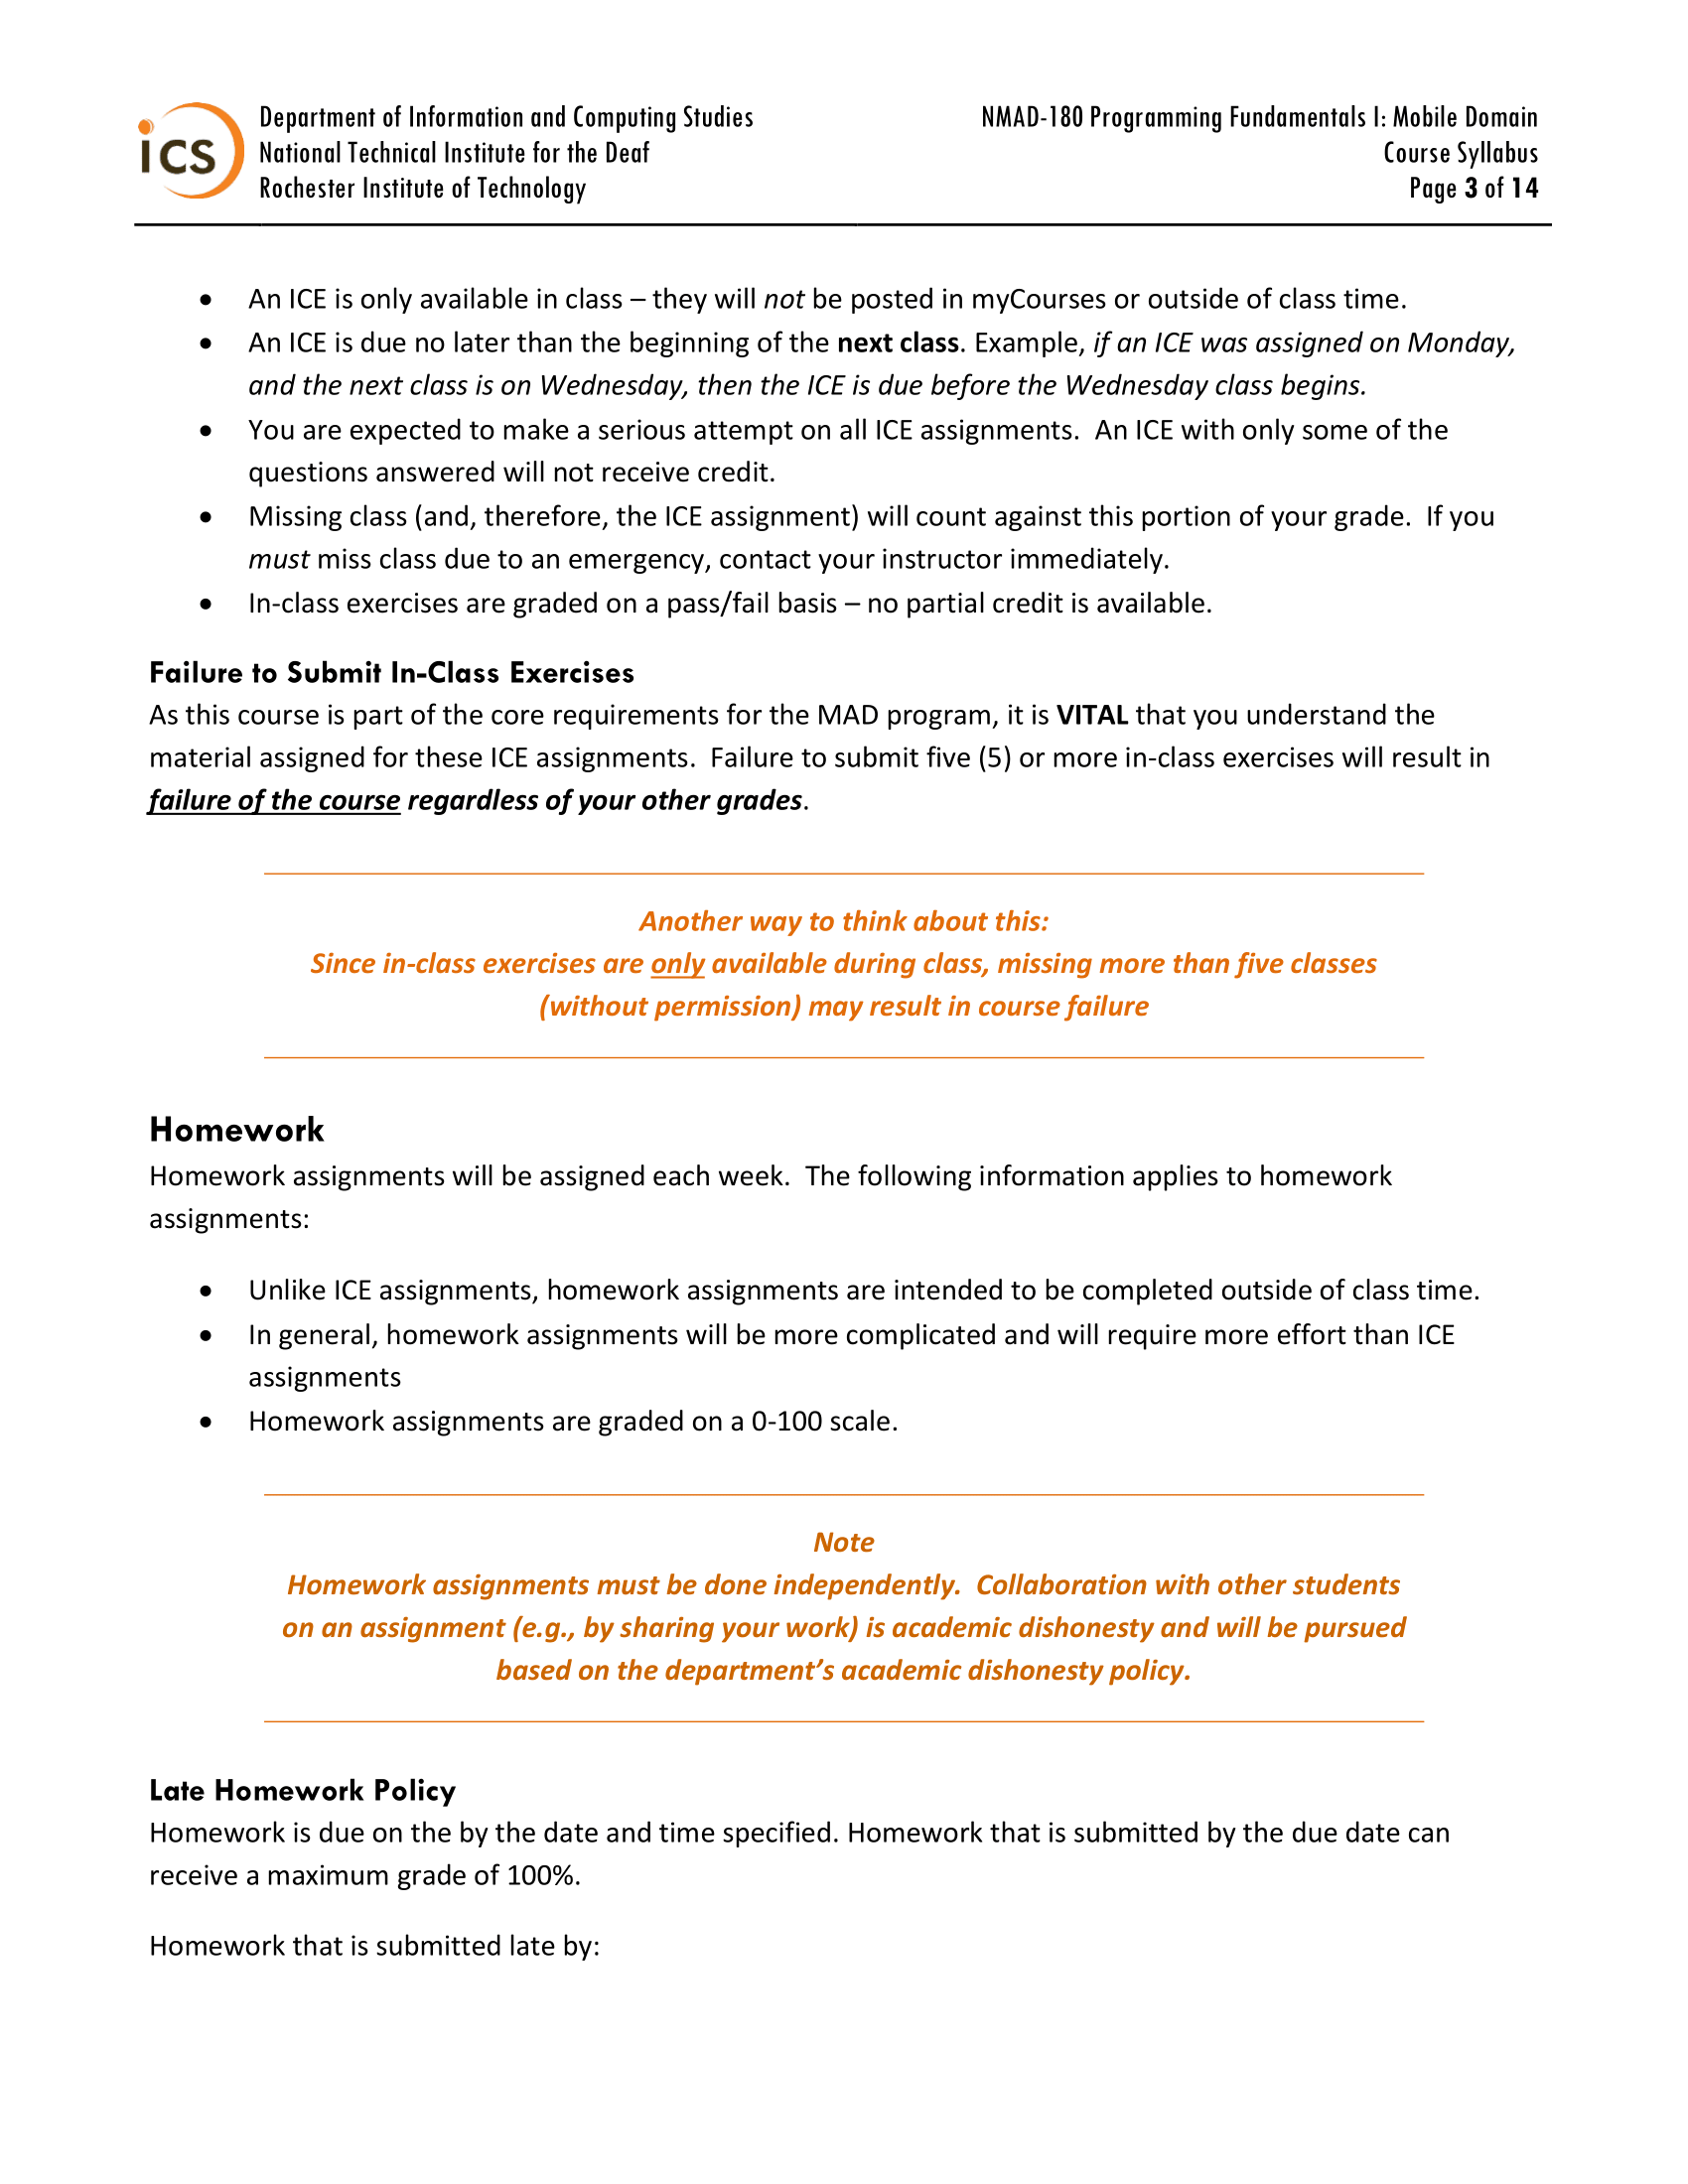 ics
Department of Information and Computing Studies
National Technical Institute for the Deaf
Rochester Institute of Technology
NMAD-180 Programming Fundamentals I: Mobile Domain
Course Syllabus
Page 3 of 14
• An ICE is only available in class – they will not be posted in myCourses or outside of class time.
• An ICE is due no later than the beginning of the next class. Example, if an ICE was assigned on Monday,
and the next class is on Wednesday, then the ICE is due before the Wednesday class begins.
• You are expected to make a serious attempt on all ICE assignments.  An ICE with only some of the
questions answered will not receive credit.
• Missing class (and, therefore, the ICE assignment) will count against this portion of your grade.  If you
must miss class due to an emergency, contact your instructor immediately.
• In-class exercises are graded on a pass/fail basis – no partial credit is available.
Failure to Submit In-Class Exercises
As this course is part of the core requirements for the MAD program, it is VITAL that you understand the
material assigned for these ICE assignments.  Failure to submit five (5) or more in-class exercises will result in
failure of the course regardless of your other grades.
Another way to think about this:
Since in-class exercises are only available during class, missing more than five classes
(without permission) may result in course failure
Homework
Homework assignments will be assigned each week.  The following information applies to homework
assignments:
• Unlike ICE assignments, homework assignments are intended to be completed outside of class time.
• In general, homework assignments will be more complicated and will require more effort than ICE
assignments
• Homework assignments are graded on a 0-100 scale.
Note
Homework assignments must be done independently.  Collaboration with other students
on an assignment (e.g., by sharing your work) is academic dishonesty and will be pursued
based on the department’s academic dishonesty policy.
Late Homework Policy
Homework is due on the by the date and time specified. Homework that is submitted by the due date can
receive a maximum grade of 100%.
Homework that is submitted late by: